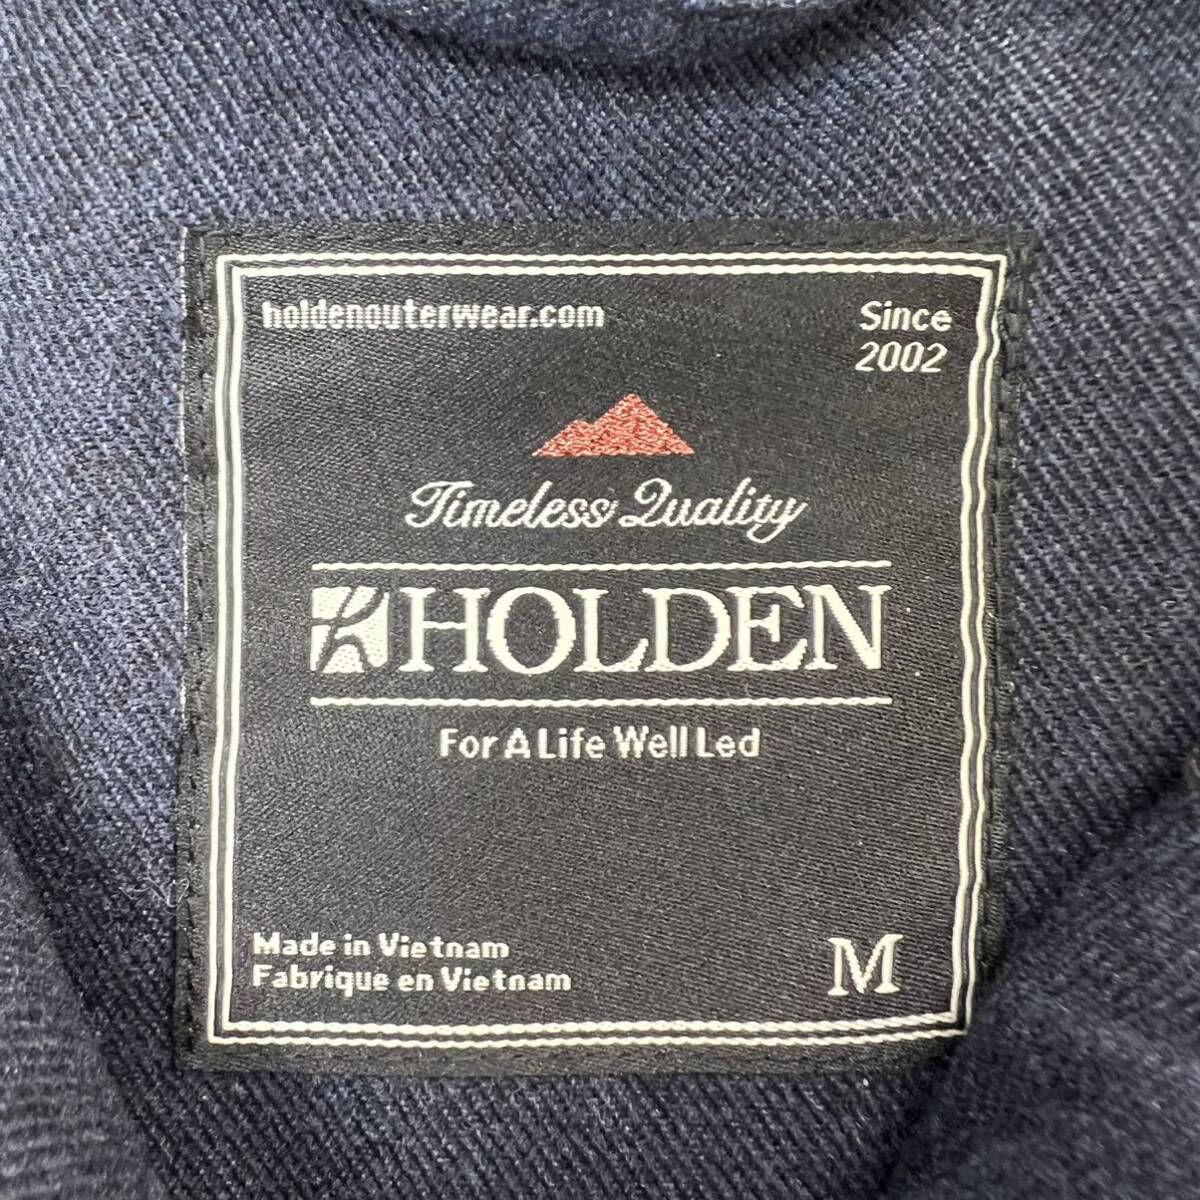 holdenouterwear.com
Since
2002
Timeless Quality
HOLDEN
For A Life Well Led
Made in Vietnam
Fabrique en Vietnam
M